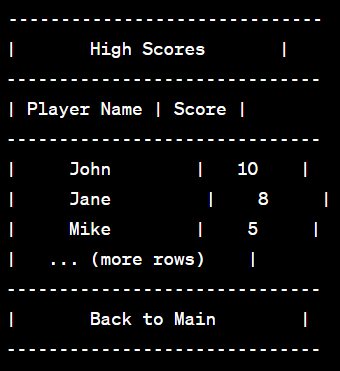 -------------------------------
|       High Scores       |
------------------------------
| Player Name | Score |
------------------------------
|     John        |   10    |
|     Jane         |    8     |
|     Mike        |    5     |
|   ... (more rows)    |
------------------------------
|       Back to Main        |
------------------------------